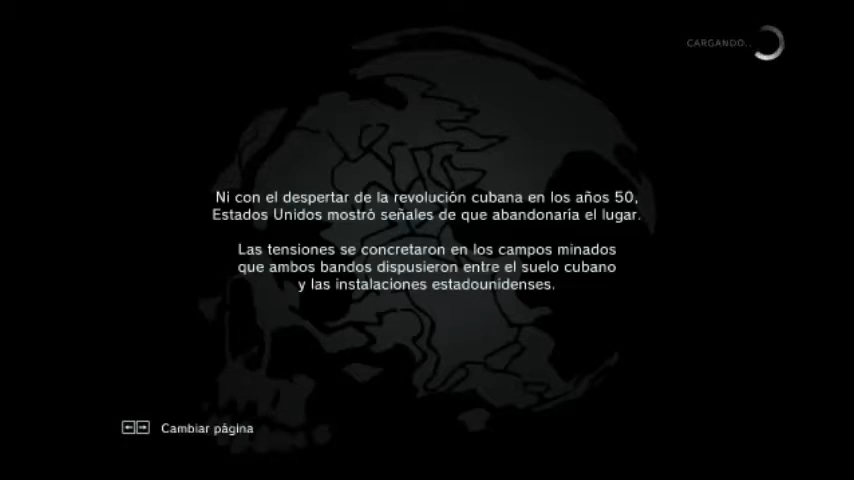 CARGANDO..
Ni con el despertar de la revolución cubana en los años 50,
Estados Unidos mostró señales de que abandonaría el lugar.
Las tensiones se concretaron en los campos minados
que ambos bandos dispusieron entre el suelo cubano
y las instalaciones estadounidenses.
Cambiar página